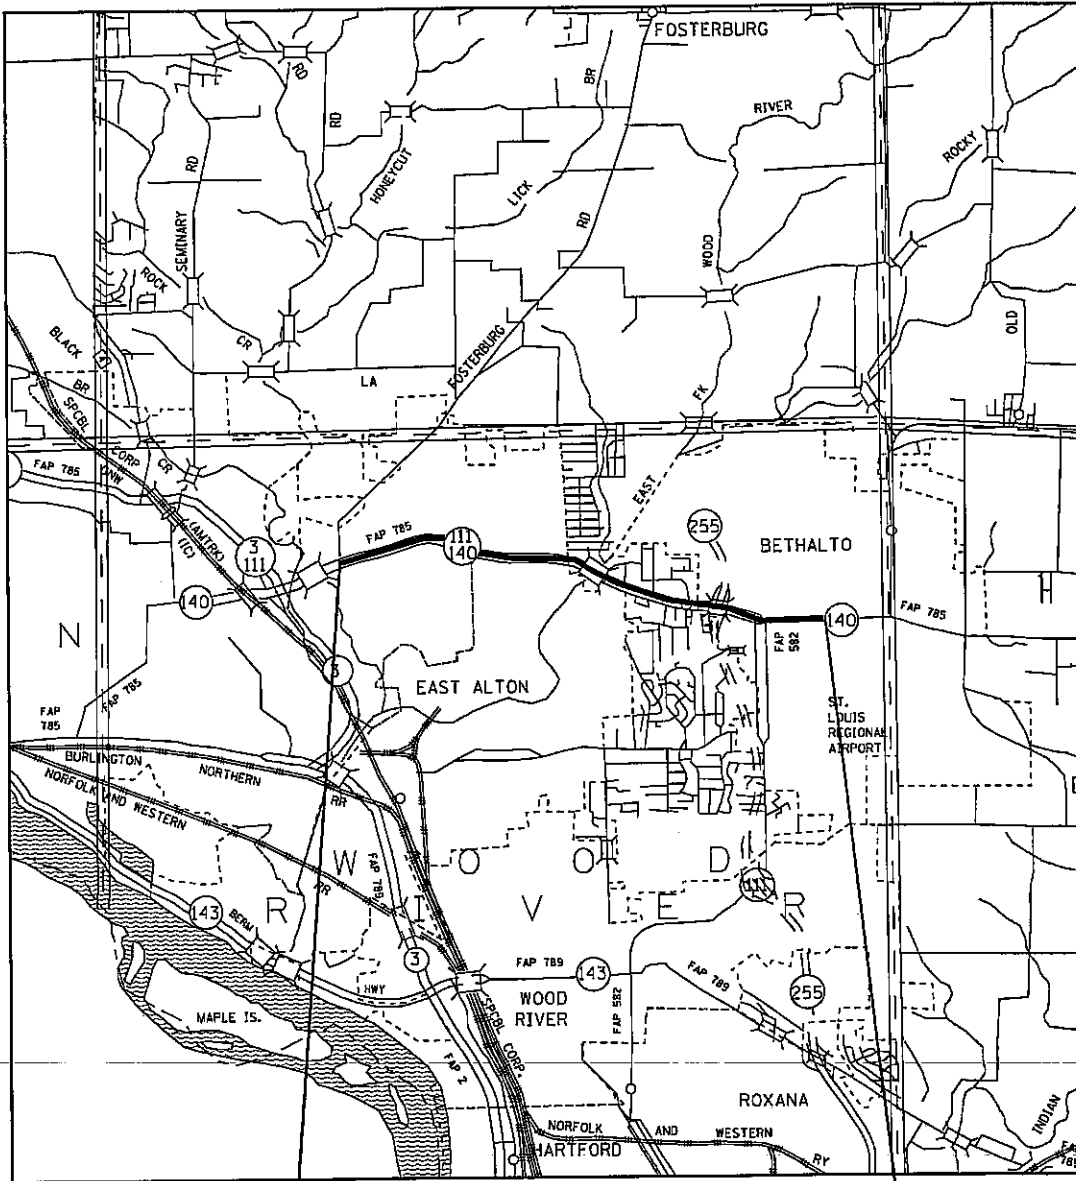 FOSTERBURG
RD
RD
BR
RIVER
HONEYCUT
ROCKY
RD
LICK
SEMINARY
RD
WOOD
ROCK
OLD
BLACK
CR
FOSTERBURG
BR
LA
FK
SPCBL
CORP
CR
FAP 785
GNW
EAST
(AMTRK)
(IC)
3
111
FAP 785
111
140
255
BETHALTO
140
140
FAP 785
N
FAP
582
3
FAP 785
EAST ALTON
FAP
785
ST.
LOUIS
REGIONAL
AIRPORT
BURLINGTON
NORTHERN
RR
NORFOLK AND WESTERN
RR
W O O D
FAP 789
R I V E R
111
143
BERM
3
HWY
FAP 789
143
FAP 789
255
MAPLE IS.
WOOD
RIVER
FAP 582
SPCBL CORP.
FAP 2
ROXANA
INDIAN
NORFOLK
AND
WESTERN
RY
HARTFORD
FAP
789